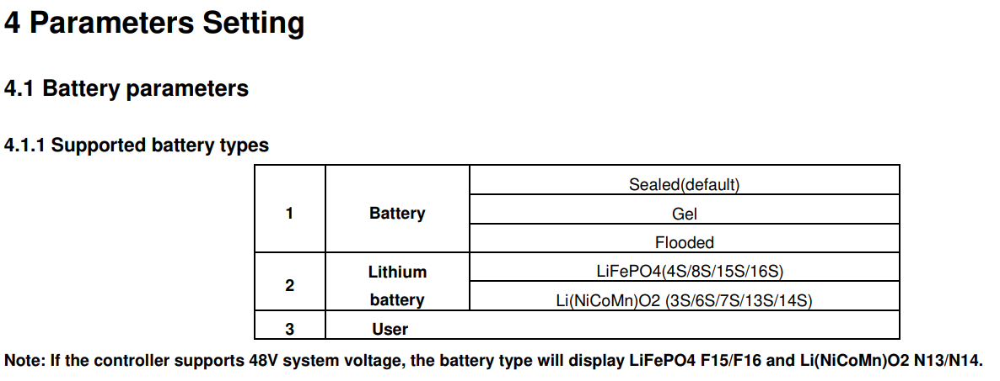 4 Parameters Setting
4.1 Battery parameters
4.1.1 Supported battery types
1
Battery
Sealed(default)
Gel
Flooded
2
Lithium
battery
LiFePO4(4S/8S/15S/16S)
Li(NiCoMn)O2 (3S/6S/7S/13S/14S)
3
User
Note: If the controller supports 48V system voltage, the battery type will display LiFePO4 F15/F16 and Li(NiCoMn)O2 N13/N14.